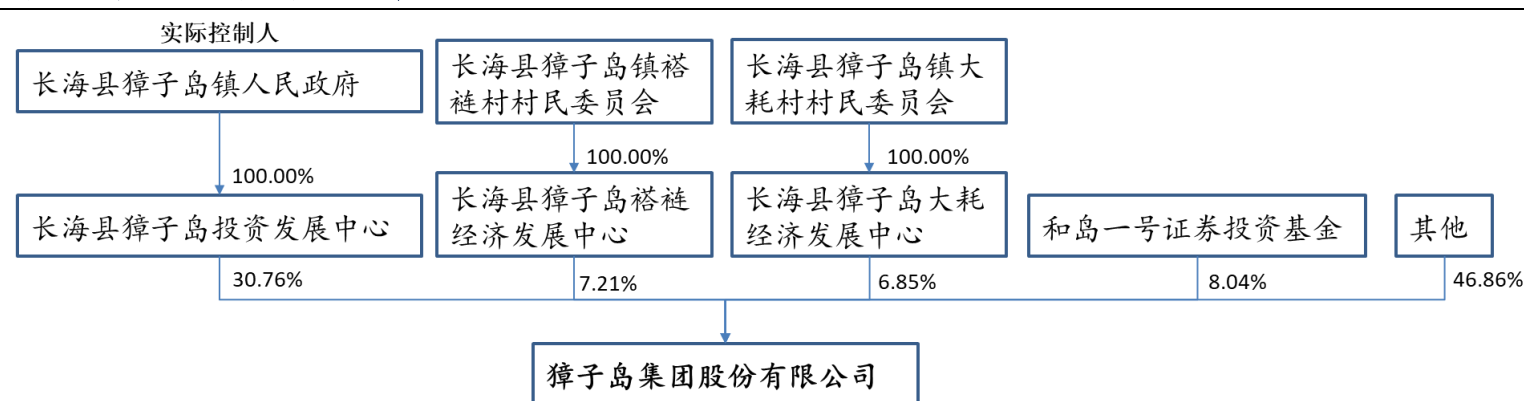 实际控制人
长海县獐子岛镇人民政府
长海县獐子岛镇褡
裢村村民委员会
长海县獐子岛镇大
耗村村民委员会
100.00%
100.00%
100.00%
长海县獐子岛投资发展中心
长海县獐子岛褡裢
经济发展中心
长海县獐子岛大耗
经济发展中心
和岛一号证券投资基金
其他
30.76%
7.21%
6.85%
8.04%
46.86%
獐子岛集团股份有限公司